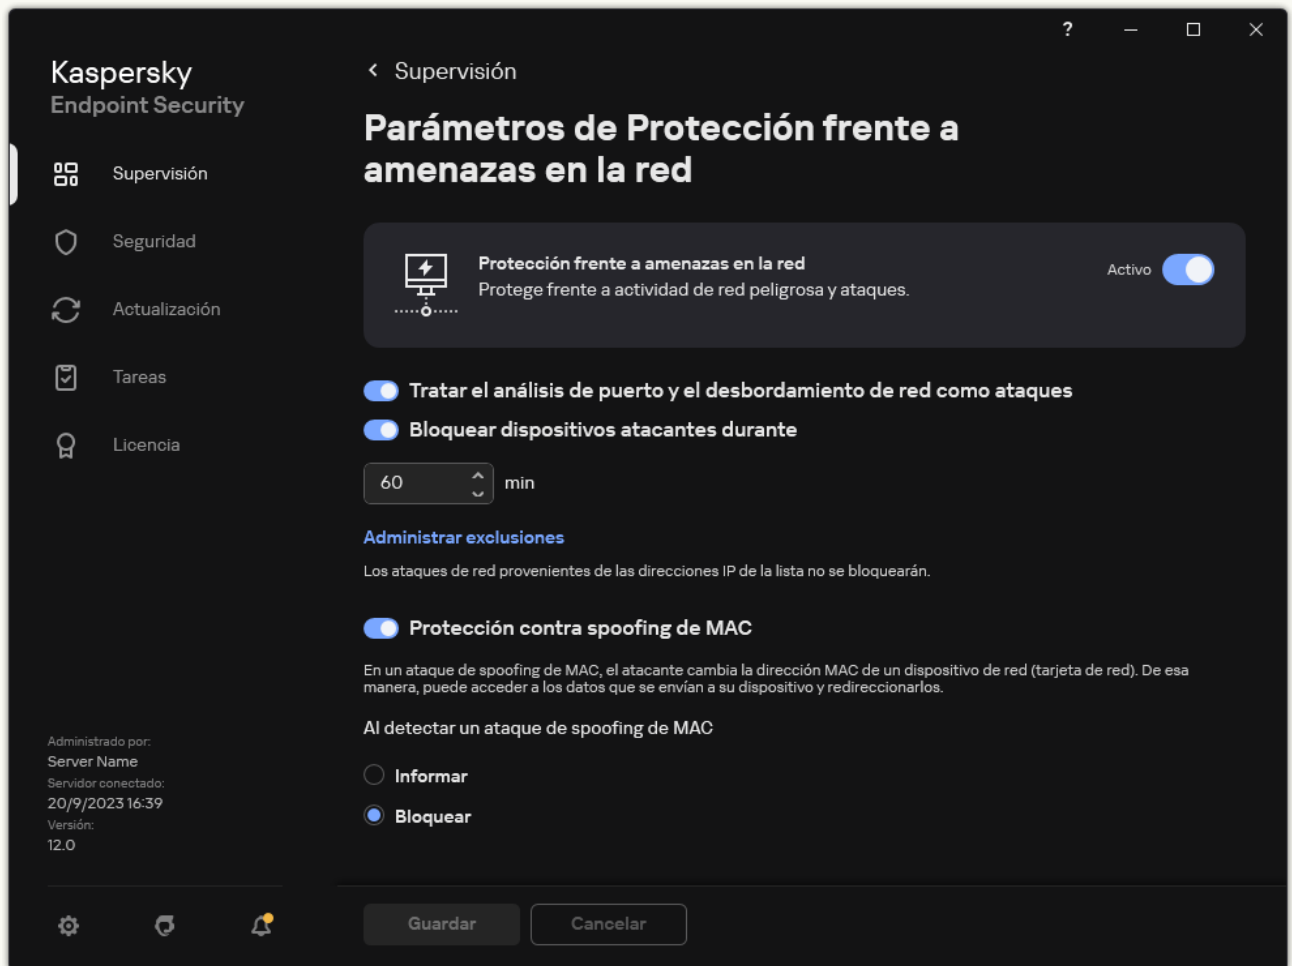 ?
Kaspersky
Endpoint Security
Supervisión
Seguridad
Actualización
Tareas
Licencia
Administrado por:
Server Name
Servidor conectado:
20/9/2023 16:39
Versión:
12.0
Supervisión
Parámetros de Protección frente a
amenazas en la red
Protección frente a amenazas en la red
Protege frente a actividad de red peligrosa y ataques.
Activo
Tratar el análisis de puerto y el desbordamiento de red como ataques
Bloquear dispositivos atacantes durante
60 min
Administrar exclusiones
Los ataques de red provenientes de las direcciones IP de la lista no se bloquearán.
Protección contra spoofing de MAC
En un ataque de spoofing de MAC, el atacante cambia la dirección MAC de un dispositivo de red (tarjeta de red). De esa
manera, puede acceder a los datos que se envían a su dispositivo y redireccionarlos.
Al detectar un ataque de spoofing de MAC
Informar
Bloquear
Guardar Cancelar